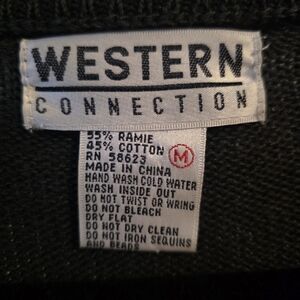 WESTERN
CONNECTION
55% RAMIE
45% COTTON
RN 58623
M
MADE IN CHINA
HAND WASH COLD WATER
WASH INSIDE OUT
DO NOT TWIST OR WRING
DO NOT BLEACH
DRY FLAT
DO NOT DRY CLEAN
DO NOT IRON SEQUINS
AND BEADS